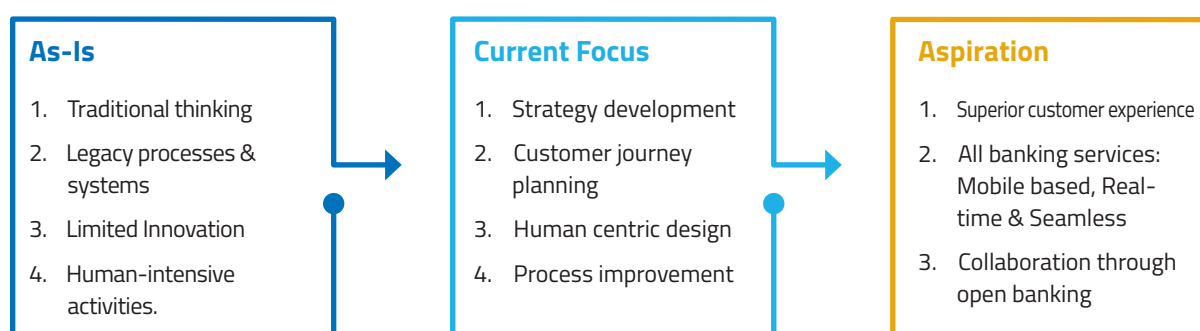 As-Is
1. Traditional thinking
2. Legacy processes &
systems
3. Limited Innovation
4. Human-intensive
activities.
Current Focus
1. Strategy development
2. Customer journey
planning
3. Human centric design
4. Process improvement
Aspiration
1. Superior customer experience
2. All banking services:
Mobile based, Real-
time & Seamless
3. Collaboration through
open banking